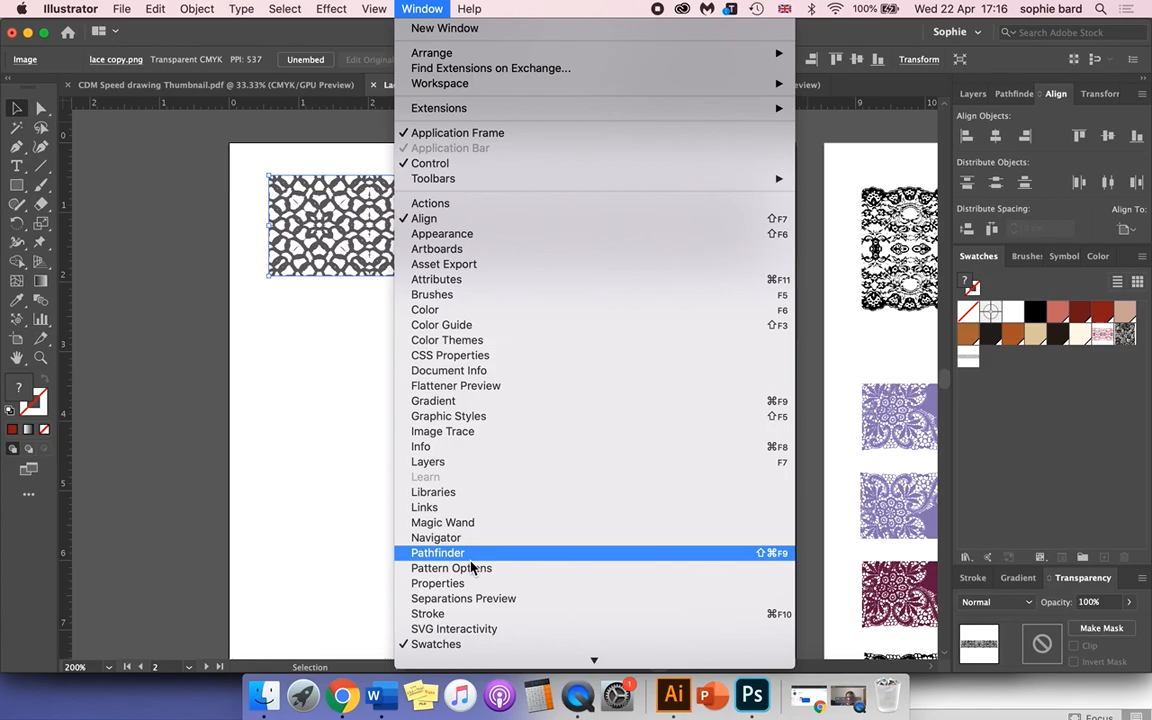 Illustrator File Edit Object Type Select Effect View Window Help
100% Wed 22 Apr 17:16 sophie bard
Sophie Search Adobe Stock
Image lace copy.png Transparent CMYK PPI: 537 Unembed Edit Original Transform
CDM Speed drawing Thumbnail.pdf @ 33.33% (CMYK/GPU Preview)
New Window
Arrange
Find Extensions on Exchange...
Workspace
Extensions
Application Frame
Application Bar
Control
Toolbars
Actions
Align ⇧F7
Appearance ⇧F6
Artboards
Asset Export
Attributes ⌘F11
Brushes F5
Color F6
Color Guide ⇧F3
Color Themes
CSS Properties
Document Info
Flattener Preview
Gradient ⌘F9
Graphic Styles ⇧F5
Image Trace
Info ⌘F8
Layers F7
Learn
Libraries
Links
Magic Wand
Navigator
Pathfinder ⇧⌘F9
Pattern Options
Properties
Separations Preview
Stroke ⌘F10
SVG Interactivity
Swatches
Layers Pathfinde Align Transforr
Align Objects:
Distribute Objects:
Distribute Spacing: Align To:
Swatches Brushe: Symbol Color
Stroke Gradient Transparency
Normal Opacity: 100%
Make Mask
Clip
Invert Mask
200% 2 Selection
Focus